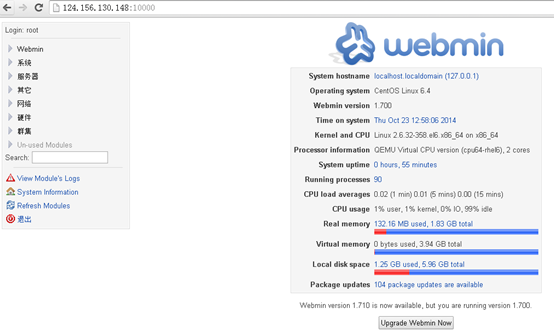 124.156.130.148:10000
Login: root
Webmin
系统
服务器
其它
网络
硬件
群集
Un-used Modules
Search:
View Module's Logs
System Information
Refresh Modules
退出
webmin
System hostname localhost.localdomain (127.0.0.1)
Operating system CentOS Linux 6.4
Webmin version 1.700
Time on system Thu Oct 23 12:58:06 2014
Kernel and CPU Linux 2.6.32-358.el6.x86_64 on x86_64
Processor information QEMU Virtual CPU version (cpu64-rhel6), 2 cores
System uptime 0 hours, 55 minutes
Running processes 90
CPU load averages 0.02 (1 min) 0.01 (5 mins) 0.00 (15 mins)
CPU usage 1% user, 1% kernel, 0% IO, 99% idle
Real memory 132.16 MB used, 1.83 GB total
Virtual memory 0 bytes used, 3.94 GB total
Local disk space 1.25 GB used, 5.96 GB total
Package updates 104 package updates are available
Webmin version 1.710 is now available, but you are running version 1.700.
Upgrade Webmin Now